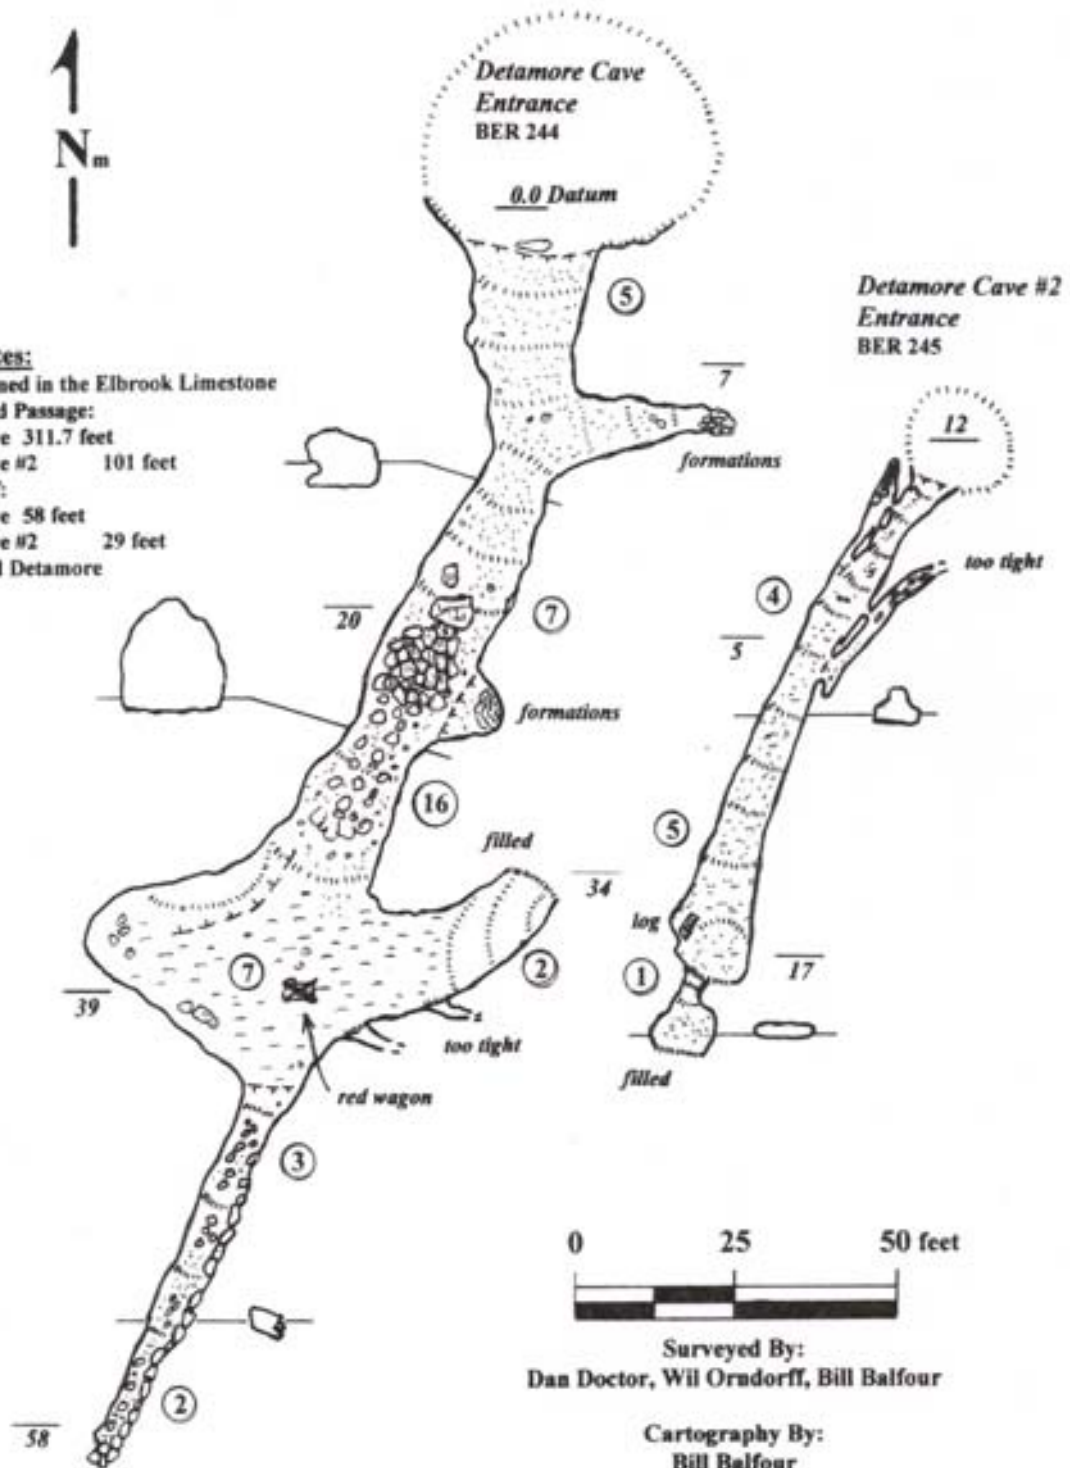 N m
Detamore Cave
Entrance
BER 244
0.0 Datum
5
Detamore Cave #2
Entrance
BER 245
12
7
formations
too tight
in the Elbrook Limestone
Passage:
311.7 feet
#2 101 feet
58 feet
#2 29 feet
Detamore
20
7
4
5
formations
16
5
filled
34
log
7
2
1
17
39
too tight
filled
red wagon
3
0 25 50 feet
Surveyed By:
Dan Doctor, Wil Orndorff, Bill Balfour
2
58
Cartography By:
Bill Balfour